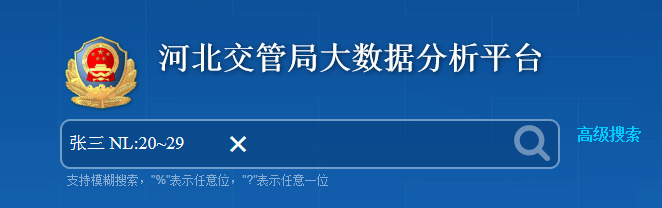 河北交管局大数据分析平台
张三 NL:20~29
高级搜索
支持模糊搜索，"%"表示任意位，"?"表示任意一位